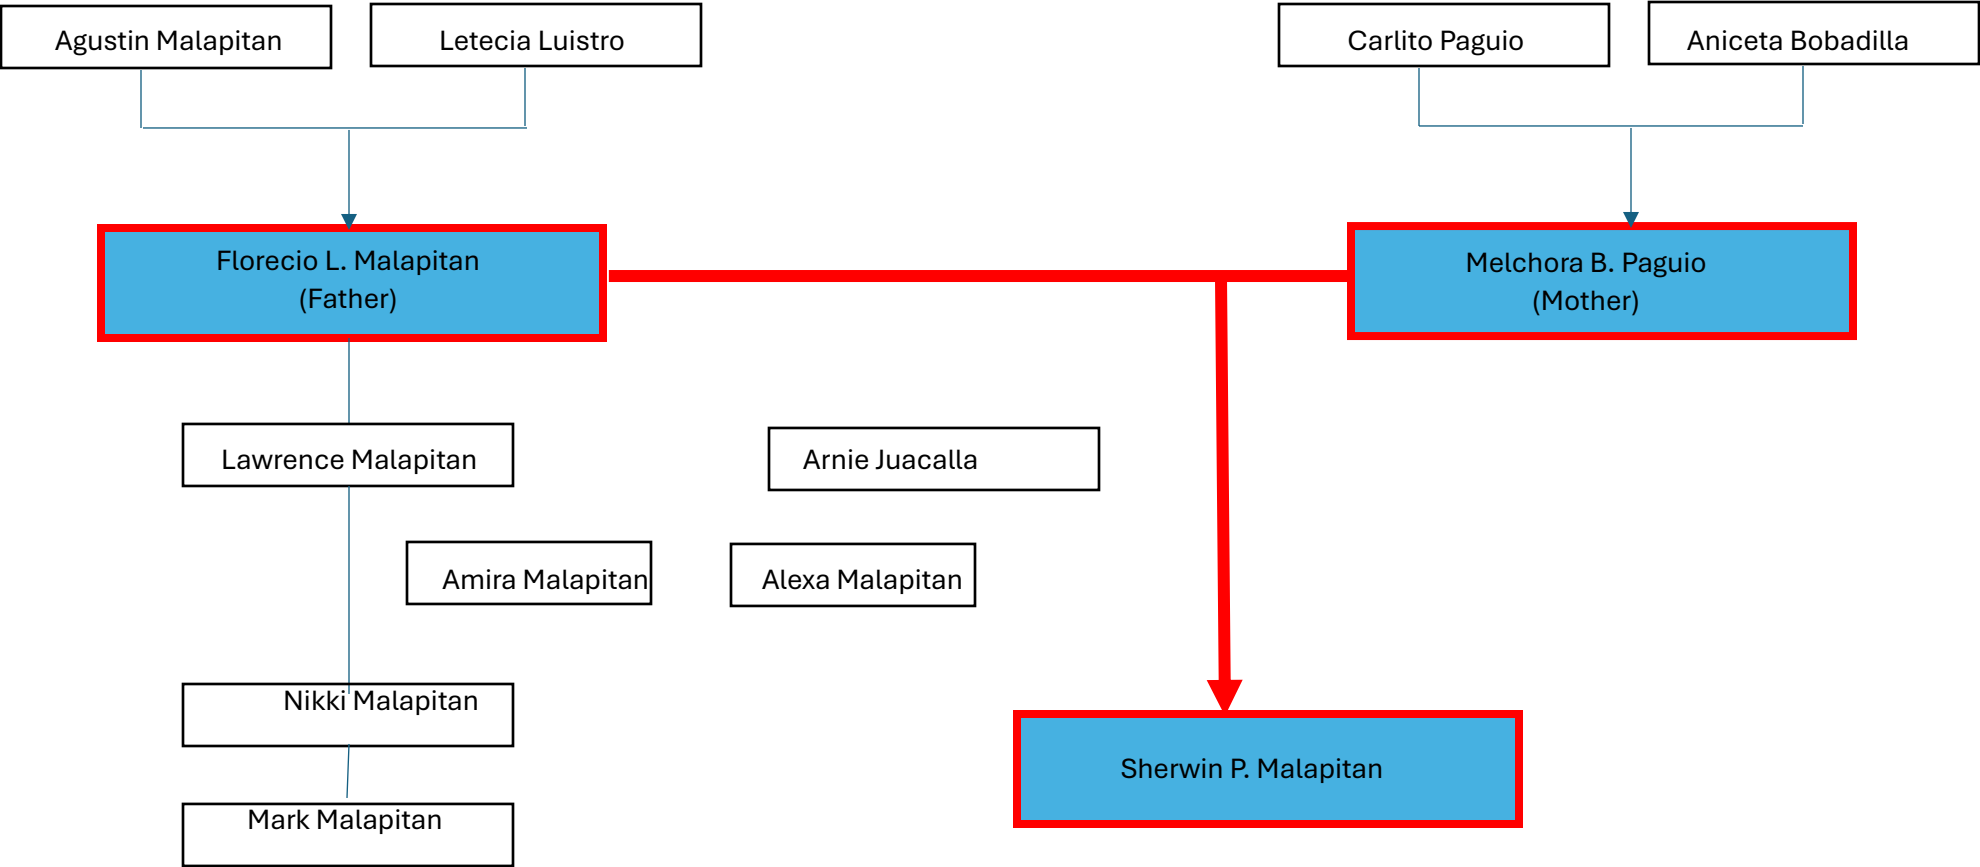 Agustin Malapitan
Letecia Luistro
Carlito Paguio
Aniceta Bobadilla
Florecio L. Malapitan
(Father)
Melchora B. Paguio
(Mother)
Lawrence Malapitan
Arnie Juacalla
Amira Malapitan
Alexa Malapitan
Nikki Malapitan
Sherwin P. Malapitan
Mark Malapitan